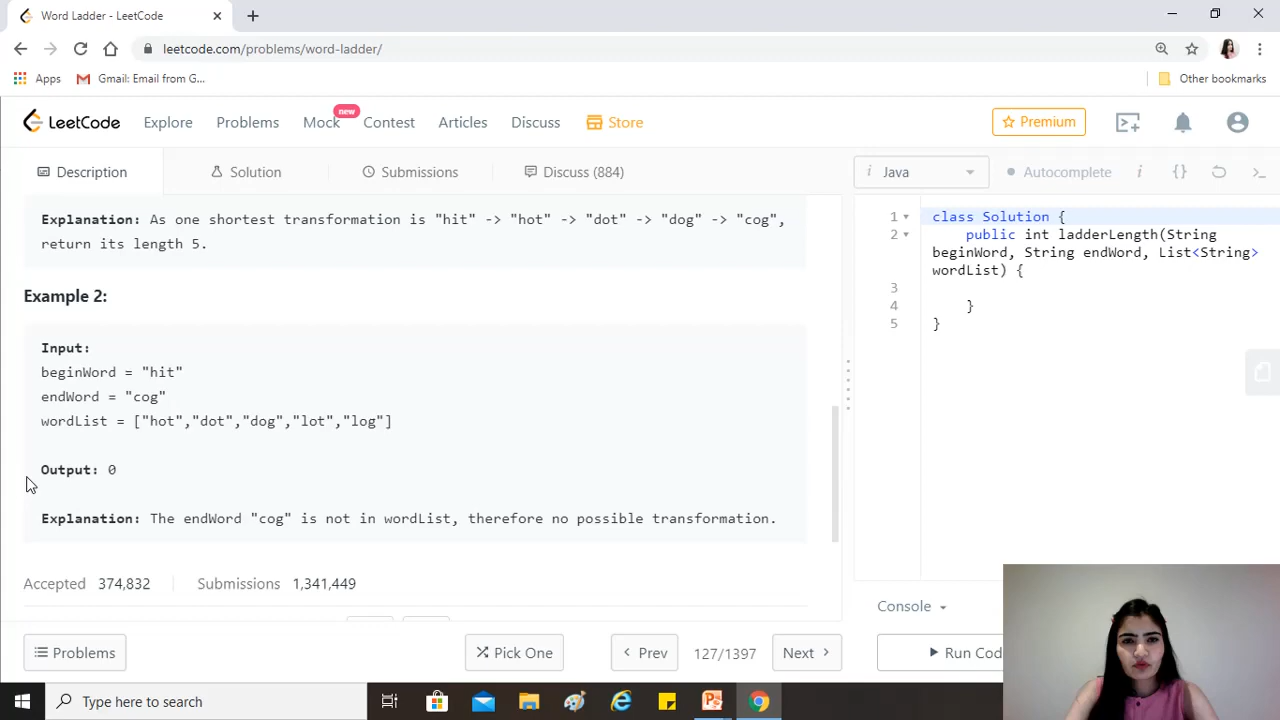 Word Ladder - LeetCode
leetcode.com/problems/word-ladder/
Apps Gmail: Email from G... Other bookmarks
LeetCode Explore Problems Mock new Contest Articles Discuss Store Premium
Description Solution Submissions Discuss (884) i Java Autocomplete i {} >_
Explanation: As one shortest transformation is "hit" -> "hot" -> "dot" -> "dog" -> "cog",
return its length 5.
Example 2:
Input:
beginWord = "hit"
endWord = "cog"
wordList = ["hot","dot","dog","lot","log"]
Output: 0
Explanation: The endWord "cog" is not in wordList, therefore no possible transformation.
Accepted 374,832 Submissions 1,341,449
1 class Solution {
2 public int ladderLength(String
beginWord, String endWord, List<String>
wordList) {
3
4 }
5 }
Console
Problems Pick One Prev 127/1397 Next Run Cod
Type here to search